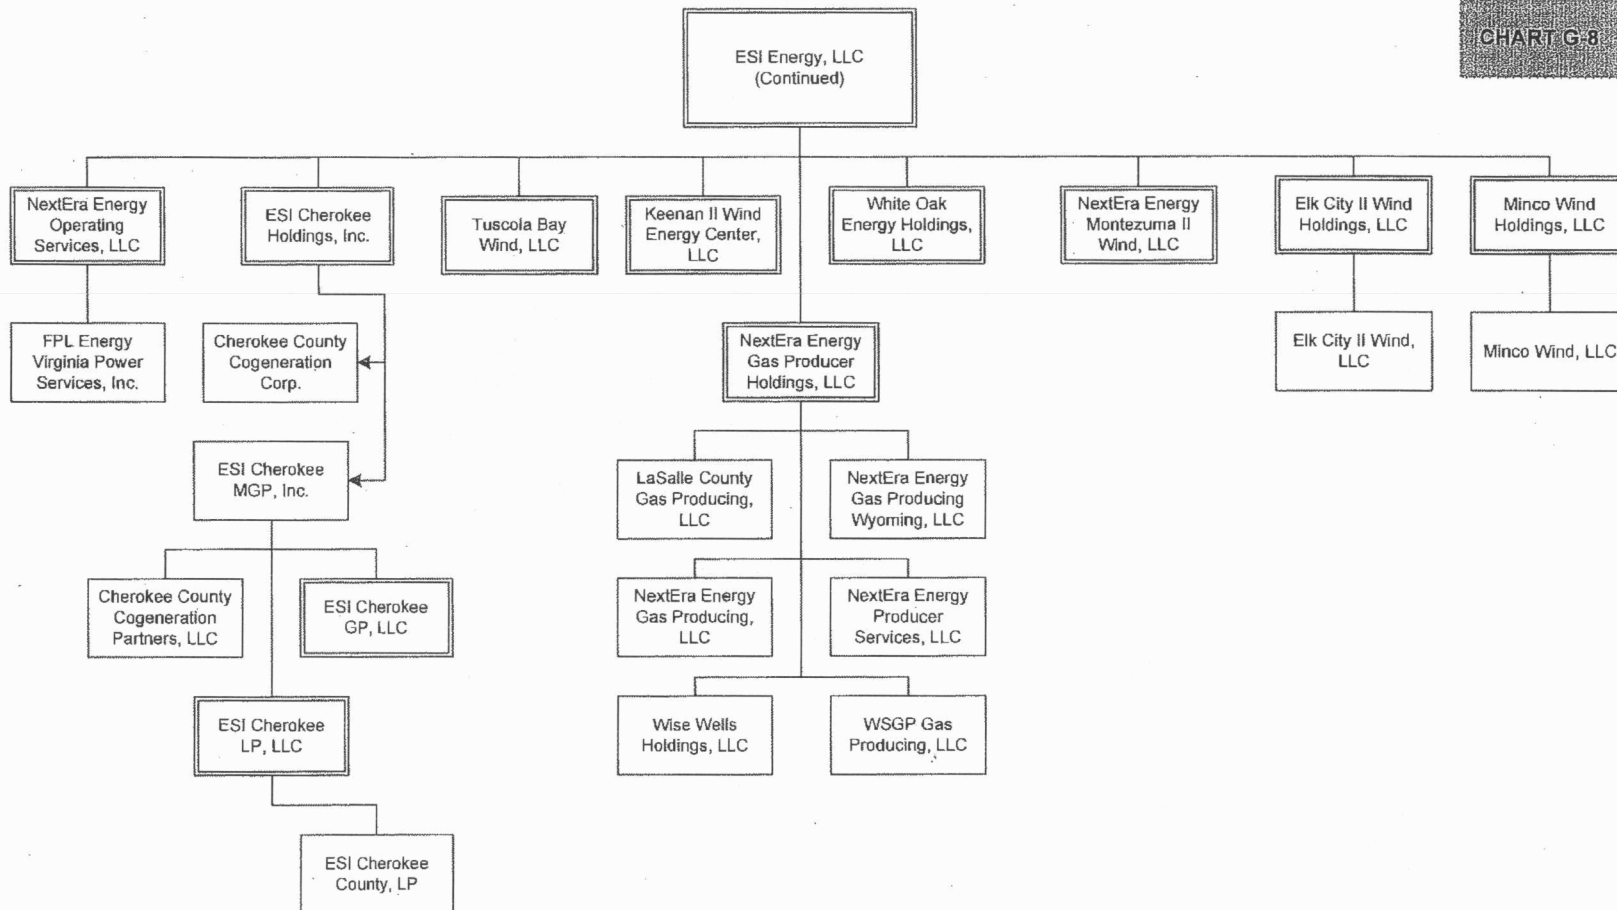 CHART G-8
ESI Energy, LLC
(Continued)
NextEra Energy
Operating
Services, LLC
ESI Cherokee
Holdings, Inc.
Tuscola Bay
Wind, LLC
Keenan II Wind
Energy Center,
LLC
White Oak
Energy Holdings,
LLC
NextEra Energy
Montezuma II
Wind, LLC
Elk City II Wind
Holdings, LLC
Minco Wind
Holdings, LLC
FPL Energy
Virginia Power
Services, Inc.
Cherokee County
Cogeneration
Corp.
NextEra Energy
Gas Producer
Holdings, LLC
Elk City II Wind,
LLC
Minco Wind, LLC
ESI Cherokee
MGP, Inc.
LaSalle County
Gas Producing,
LLC
NextEra Energy
Gas Producing
Wyoming, LLC
Cherokee County
Cogeneration
Partners, LLC
ESI Cherokee
GP, LLC
NextEra Energy
Gas Producing,
LLC
NextEra Energy
Producer
Services, LLC
ESI Cherokee
LP, LLC
Wise Wells
Holdings, LLC
WSGP Gas
Producing, LLC
ESI Cherokee
County, LP